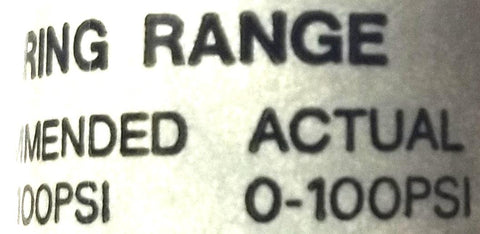 RING RANGE
MENDED ACTUAL
00PSI 0-100PSI